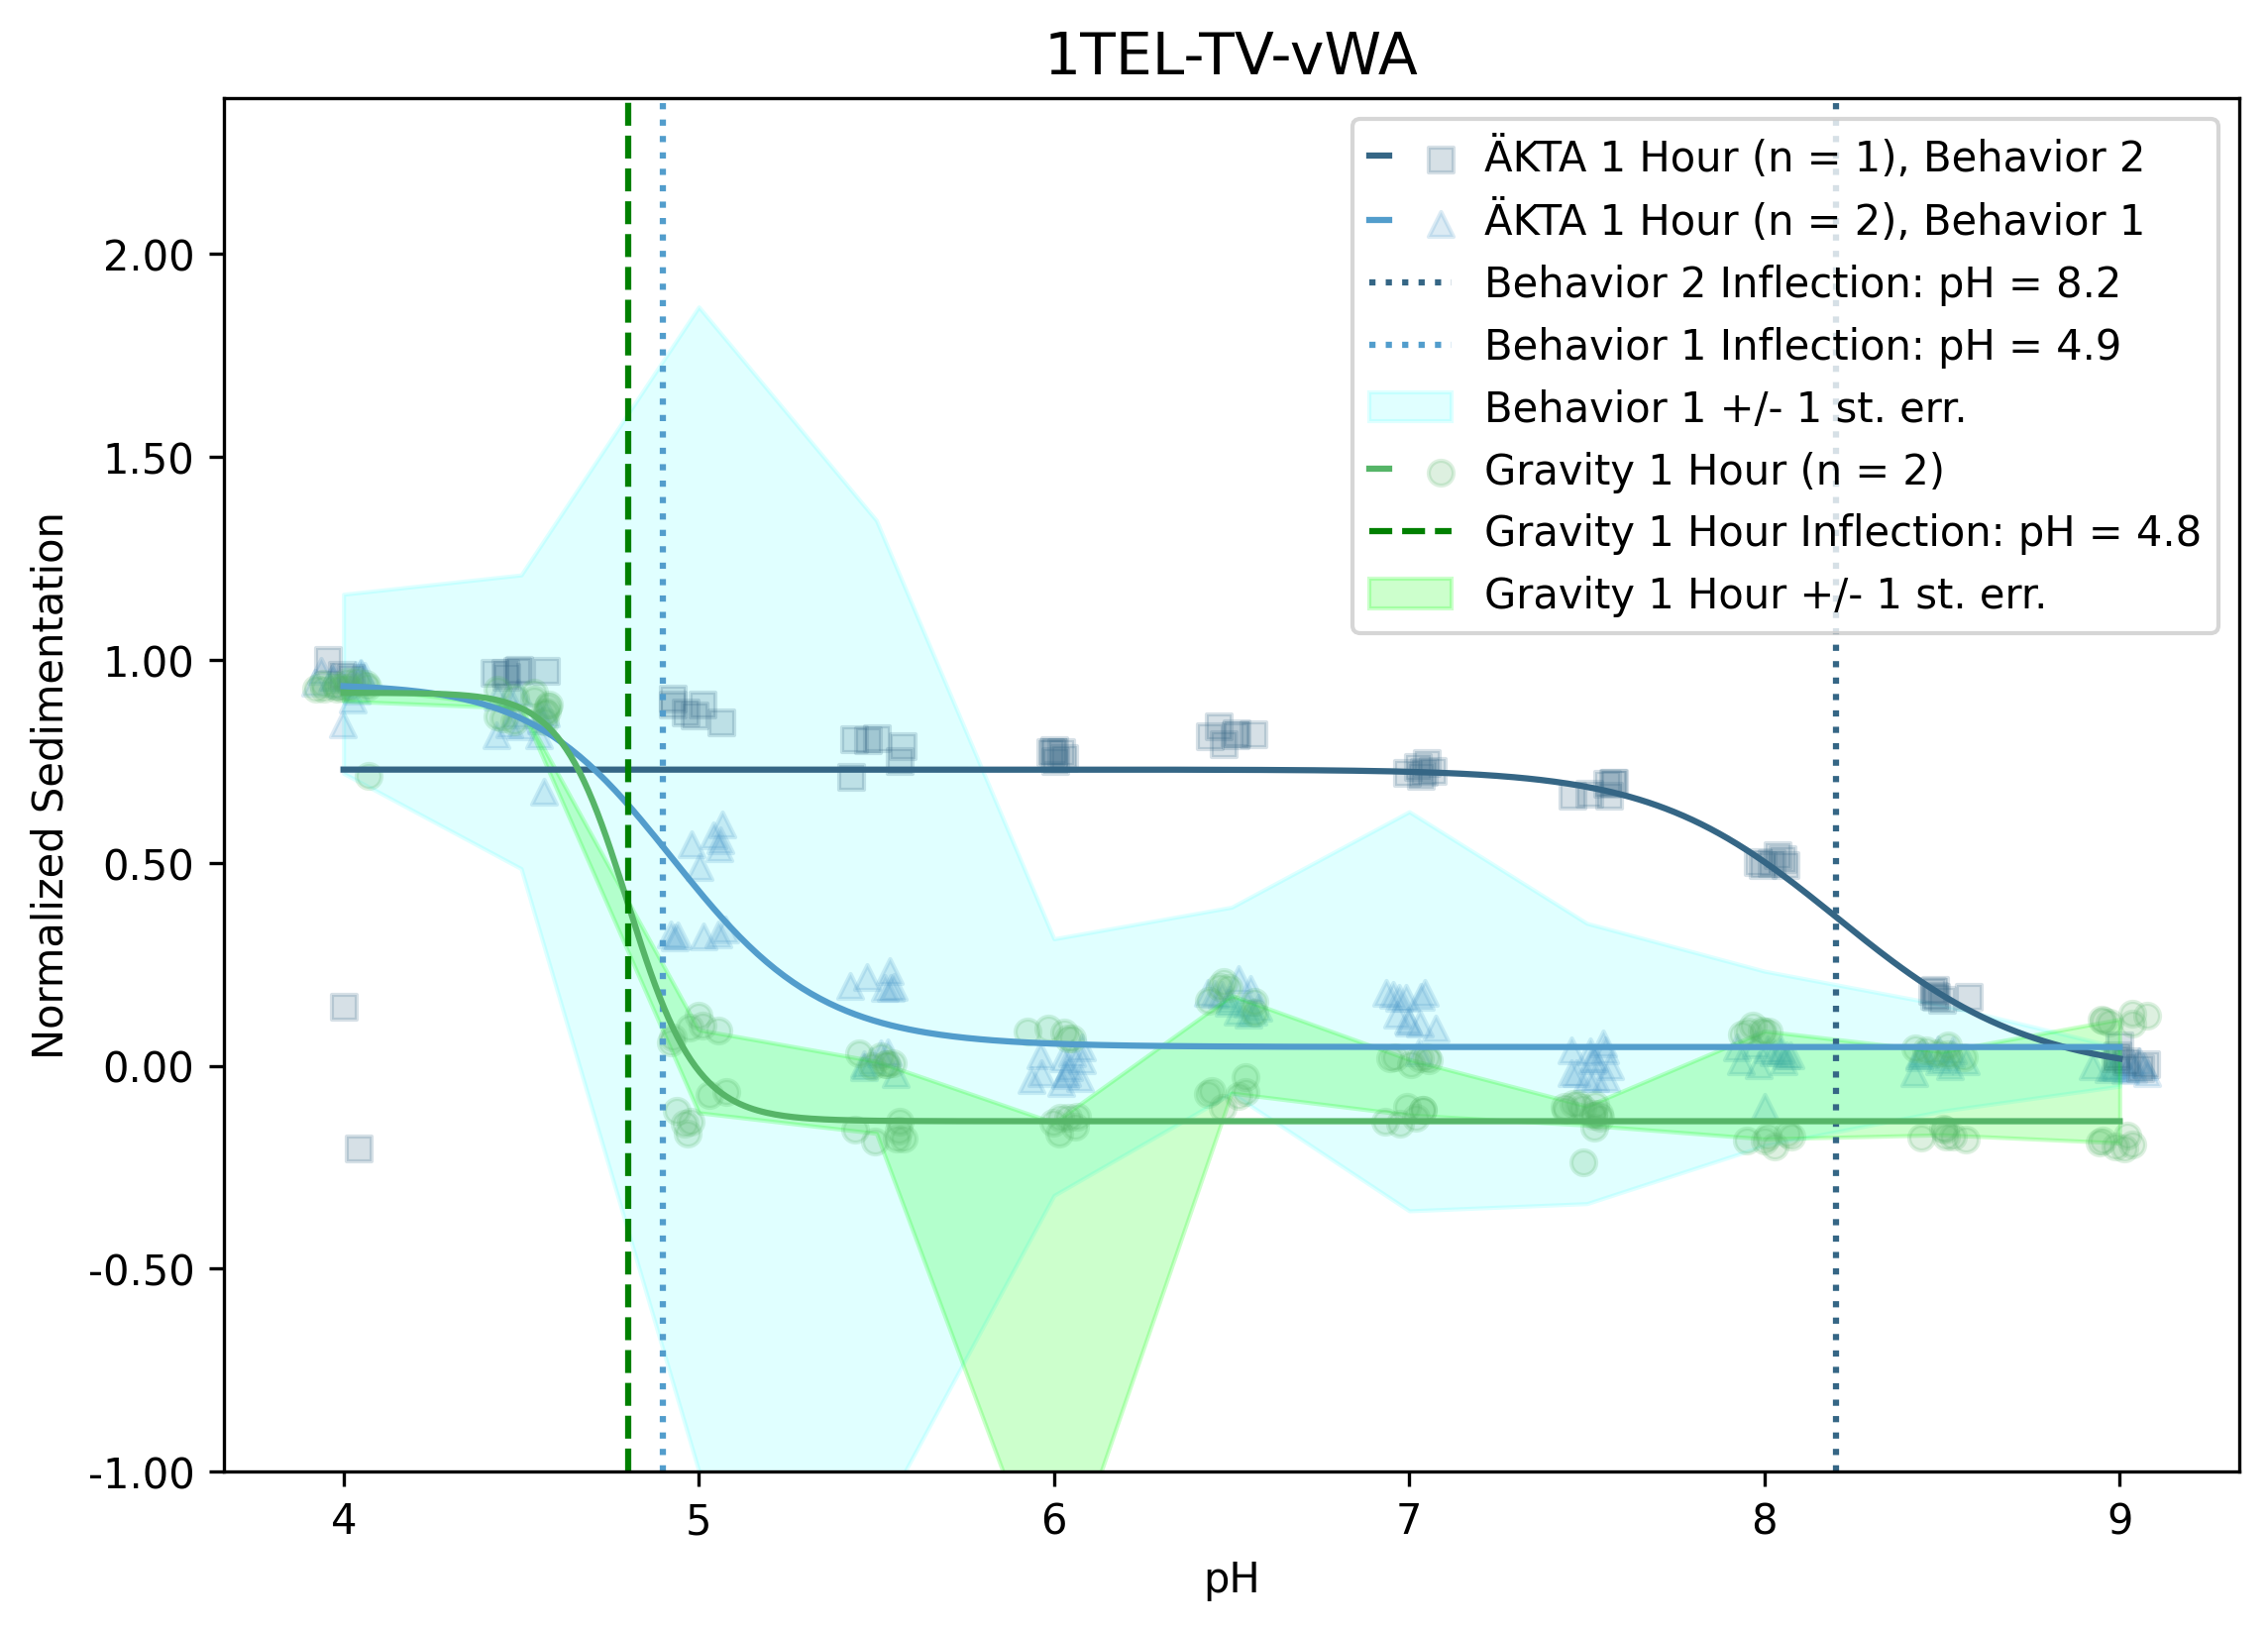 1TEL-TV-vWA
ÄKTA 1 Hour (n = 1), Behavior 2
ÄKTA 1 Hour (n = 2), Behavior 1
Behavior 2 Inflection: pH = 8.2
Behavior 1 Inflection: pH = 4.9
Behavior 1 +/- 1 st. err.
Gravity 1 Hour (n = 2)
Gravity 1 Hour Inflection: pH = 4.8
Gravity 1 Hour +/- 1 st. err.
Normalized Sedimentation
2.00
1.50
1.00
0.50
0.00
-0.50
-1.00
4 5 6 7 8 9
pH